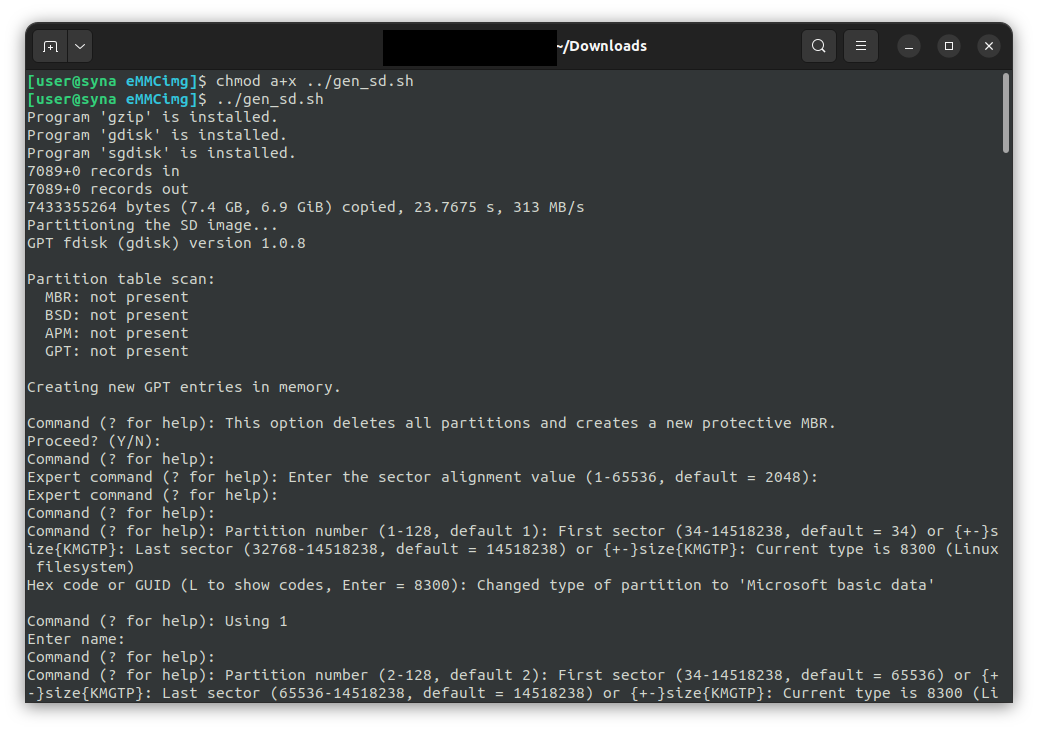 ~/Downloads
[user@syna eMMCimg]$ chmod a+x ../gen_sd.sh
[user@syna eMMCimg]$ ../gen_sd.sh
Program 'gzip' is installed.
Program 'gdisk' is installed.
Program 'sgdisk' is installed.
7089+0 records in
7089+0 records out
7433355264 bytes (7.4 GB, 6.9 GiB) copied, 23.7675 s, 313 MB/s
Partitioning the SD image...
GPT fdisk (gdisk) version 1.0.8
Partition table scan:
  MBR: not present
  BSD: not present
  APM: not present
  GPT: not present
Creating new GPT entries in memory.
Command (? for help): This option deletes all partitions and creates a new protective MBR.
Proceed? (Y/N):
Command (? for help):
Expert command (? for help): Enter the sector alignment value (1-65536, default = 2048):
Expert command (? for help):
Command (? for help):
Command (? for help): Partition number (1-128, default 1): First sector (34-14518238, default = 34) or {+-}s
ize{KMGTP}: Last sector (32768-14518238, default = 14518238) or {+-}size{KMGTP}: Current type is 8300 (Linux
 filesystem)
Hex code or GUID (L to show codes, Enter = 8300): Changed type of partition to 'Microsoft basic data'
Command (? for help): Using 1
Enter name:
Command (? for help):
Command (? for help): Partition number (2-128, default 2): First sector (34-14518238, default = 65536) or {+
-}size{KMGTP}: Last sector (65536-14518238, default = 14518238) or {+-}size{KMGTP}: Current type is 8300 (Li